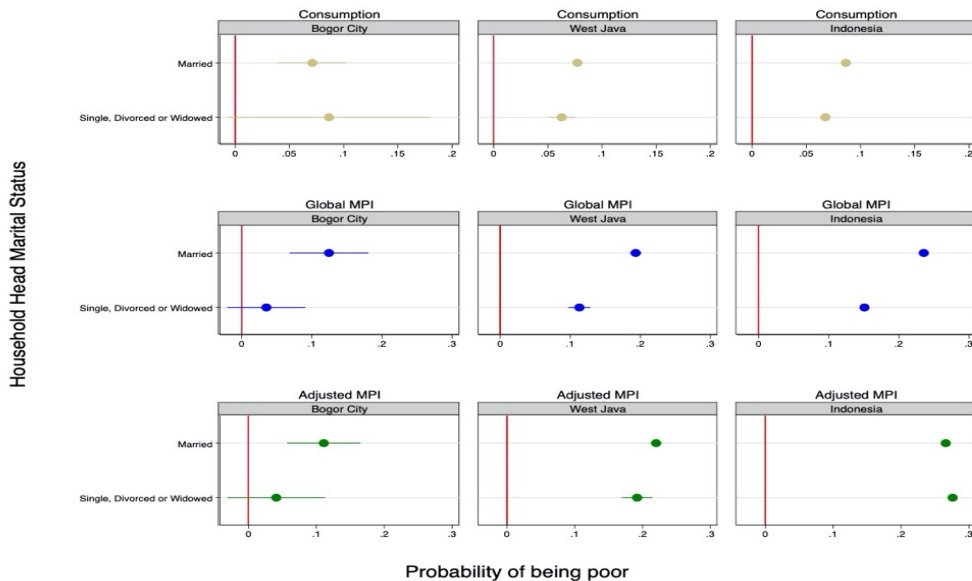 Consumption
Bogor City
Consumption
West Java
Consumption
Indonesia
Married
Single, Divorced or Widowed
0 .05 .1 .15 .2
0 .05 .1 .15 .2
0 .05 .1 .15 .2
Household Head Marital Status
Global MPI
Bogor City
Global MPI
West Java
Global MPI
Indonesia
Married
Single, Divorced or Widowed
0 .1 .2 .3
0 .1 .2 .3
0 .1 .2 .3
Adjusted MPI
Bogor City
Adjusted MPI
West Java
Adjusted MPI
Indonesia
Married
Single, Divorced or Widowed
0 .1 .2 .3
0 .1 .2 .3
0 .1 .2 .3
Probability of being poor